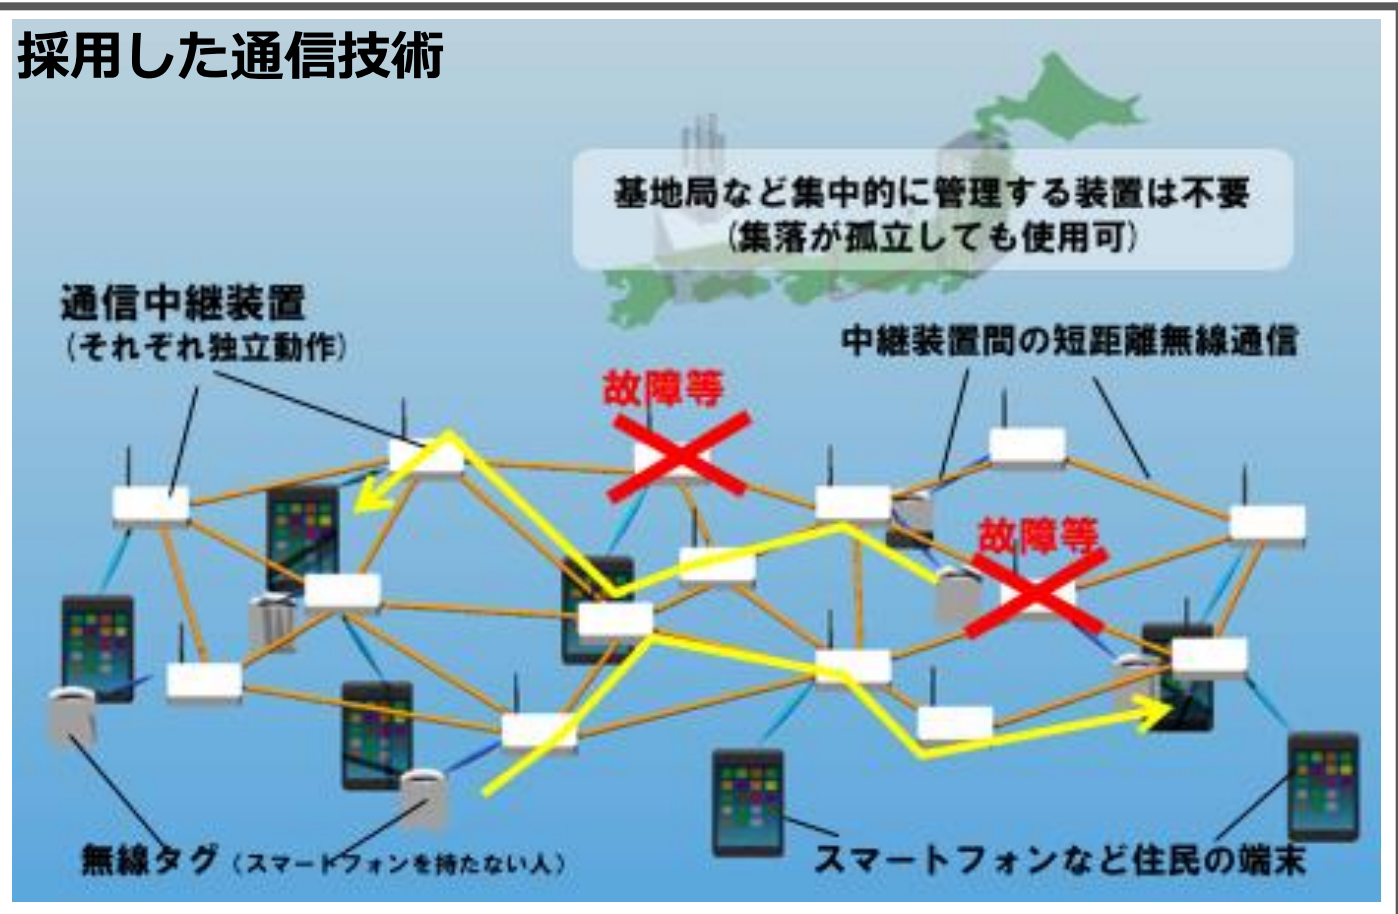 採用した通信技術
基地局など集中的に管理する装置は不要
(集落が孤立しても使用可)
通信中継装置
(それぞれ独立動作)
中継装置間の短距離無線通信
故障等
故障等
無線タグ(スマートフォンを持たない人)
スマートフォンなど住民の端末